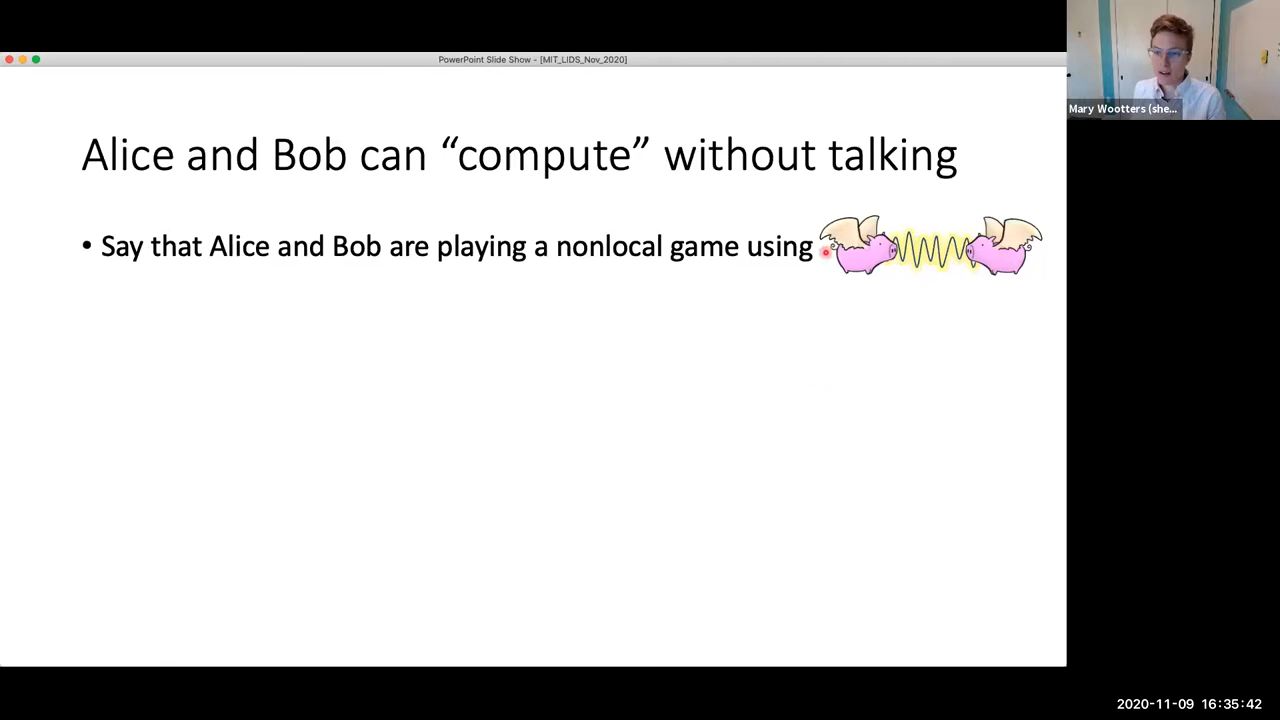 PowerPoint Slide Show - [MIT_LIDS_Nov_2020]
Mary Wootters (she...
Alice and Bob can “compute” without talking
• Say that Alice and Bob are playing a nonlocal game using
2020-11-09 16:35:42